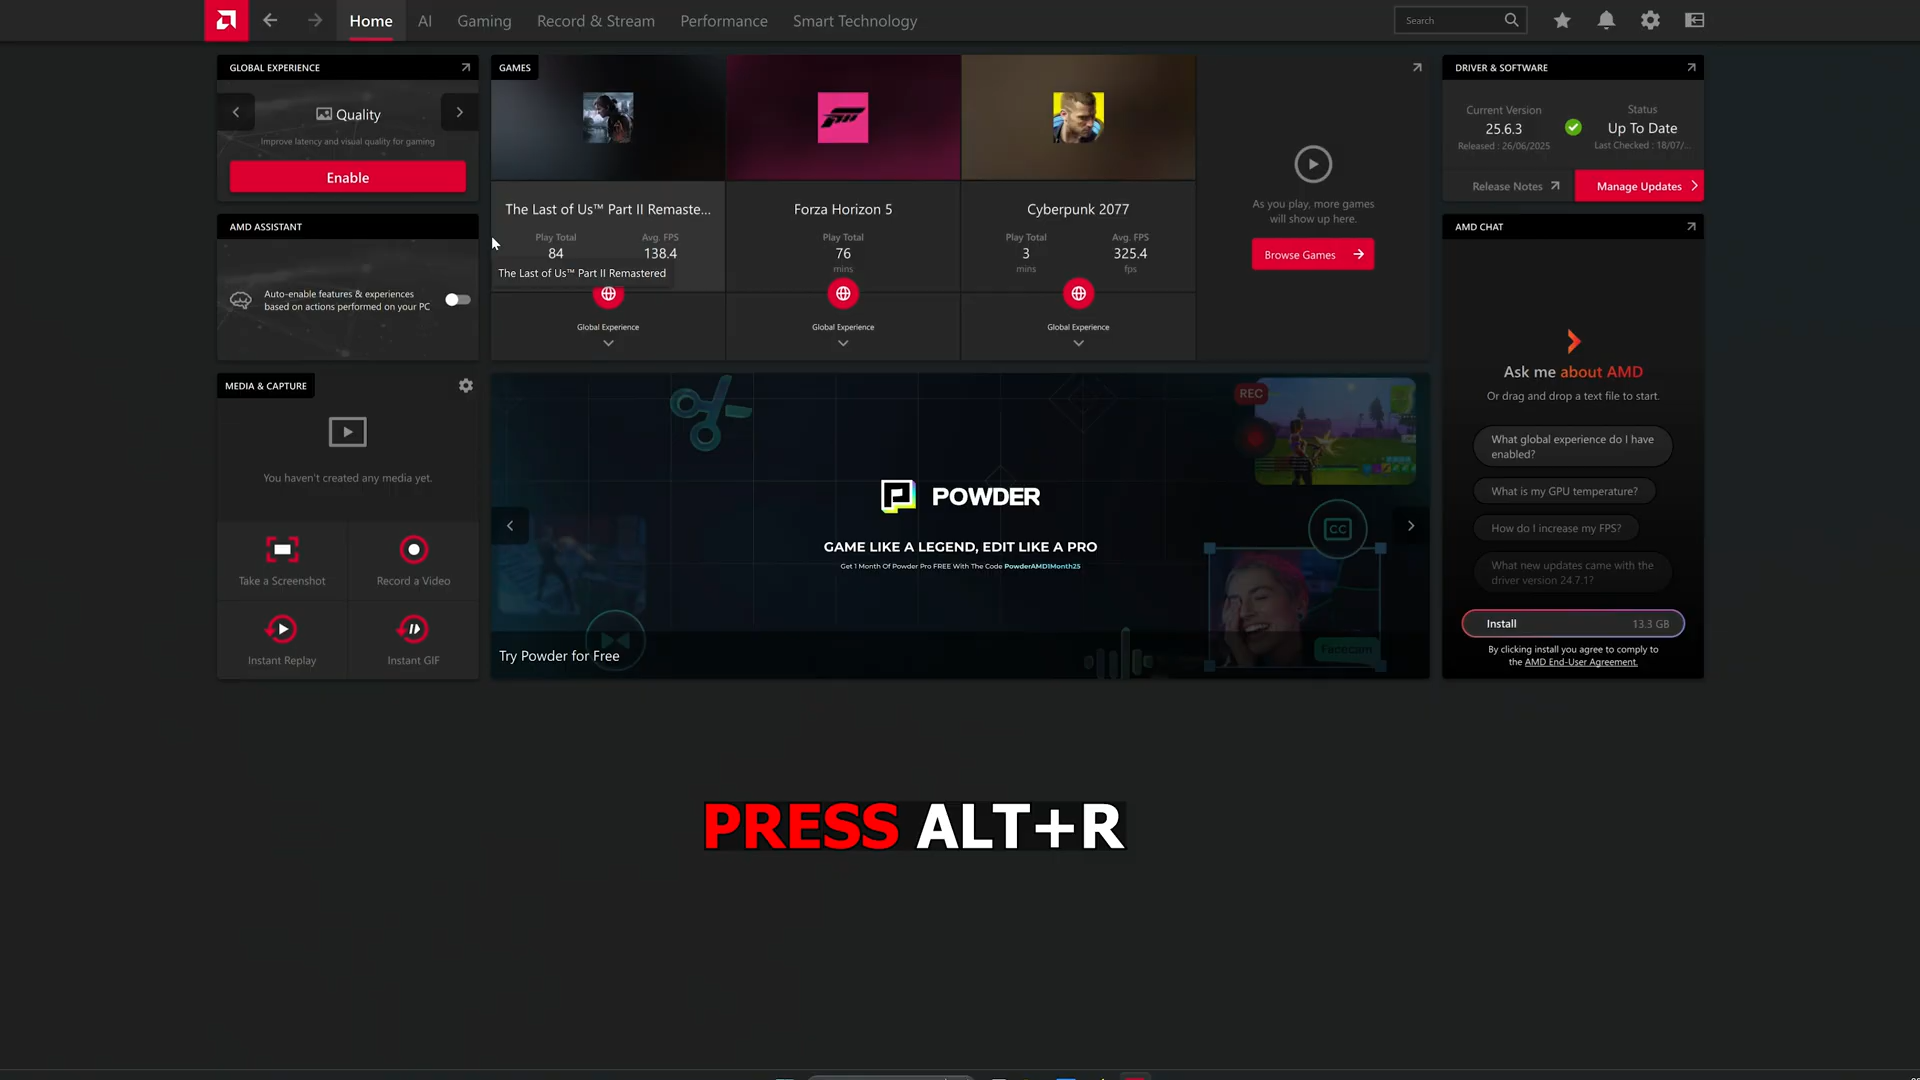 Home
AI
Gaming
Record & Stream
Performance
Smart Technology
Search
GLOBAL EXPERIENCE
Quality
Improve latency and visual quality for gaming
Enable
AMD ASSISTANT
Auto-enable features & experiences
based on actions performed on your PC
MEDIA & CAPTURE
You haven't created any media yet.
Take a Screenshot
Record a Video
Instant Replay
Instant GIF
GAMES
The Last of Us™ Part II Remaste...
Play Total
84
Avg. FPS
138.4
The Last of Us™ Part II Remastered
Global Experience
Forza Horizon 5
Play Total
76
mins
Global Experience
Cyberpunk 2077
Play Total
3
mins
Avg. FPS
325.4
fps
Global Experience
As you play, more games
will show up here.
Browse Games
REC
CC
POWDER
GAME LIKE A LEGEND, EDIT LIKE A PRO
Get 1 Month Of Powder Pro FREE With The Code PowderAMD1Month25
Facecam
Try Powder for Free
DRIVER & SOFTWARE
Current Version
25.6.3
Released : 26/06/2025
Status
Up To Date
Last Checked : 18/07/...
Release Notes
Manage Updates
AMD CHAT
Ask me about AMD
Or drag and drop a text file to start.
What global experience do I have
enabled?
What is my GPU temperature?
How do I increase my FPS?
What new updates came with the
driver version 24.7.1?
Install
13.3 GB
By clicking install you agree to comply to
the AMD End-User Agreement.
PRESS ALT+R